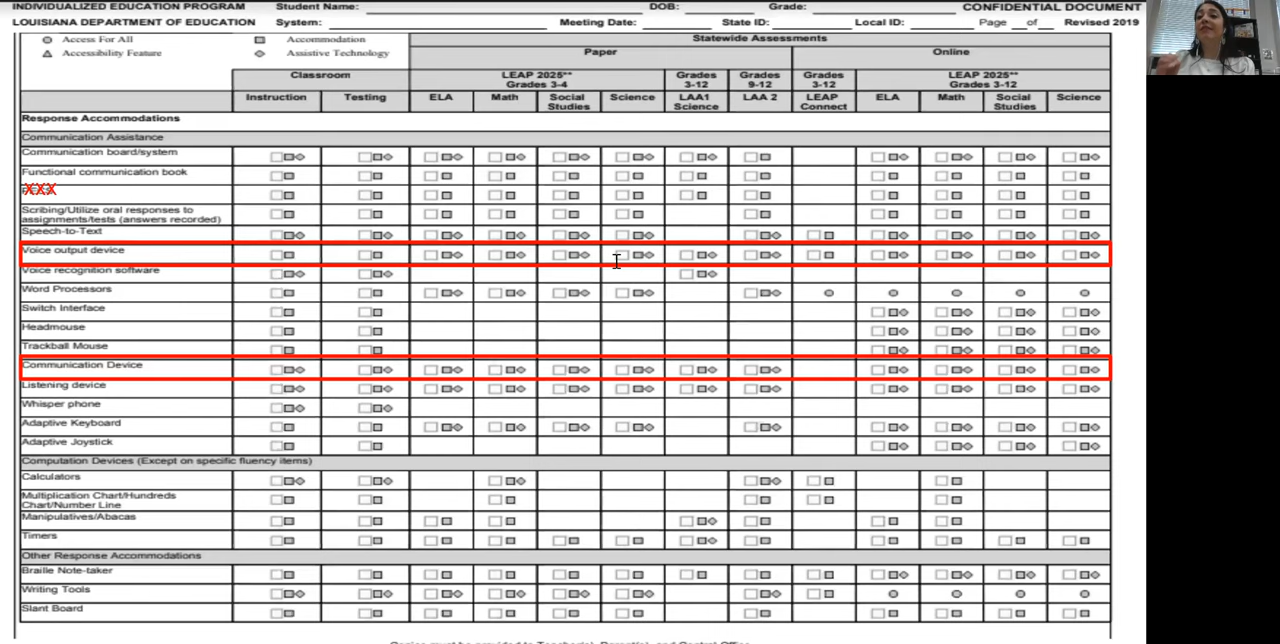 INDIVIDUALIZED EDUCATION PROGRAM Student Name: DOB: Grade: CONFIDENTIAL DOCUMENT
LOUISIANA DEPARTMENT OF EDUCATION System: Meeting Date: State ID: Local ID: Page of Revised 2019
Access For All Accommodation Statewide Assessments
Accessibility Feature Assistive Technology Paper Online
Classroom LEAP 2025** Grades 3-4 Grades 3-12 Grades 9-12 Grades 3-12 LEAP 2025** Grades 3-12
Instruction Testing ELA Math Social Studies Science LAA1 Science LAA 2 LEAP Connect ELA Math Social Studies Science
Response Accommodations
Communication Assistance
Communication board/system
Functional communication book
XXX
Scribing/Utilize oral responses to
assignments/tests (answers recorded)
Speech-to-Text
Voice output device
Voice recognition software
Word Processors
Switch Interface
Headmouse
Trackball Mouse
Communication Device
Listening device
Whisper phone
Adaptive Keyboard
Adaptive Joystick
Computation Devices (Except on specific fluency items)
Calculators
Multiplication Chart/Hundreds
Chart/Number Line
Manipulatives/Abacas
Timers
Other Response Accommodations
Braille Note-taker
Writing Tools
Slant Board